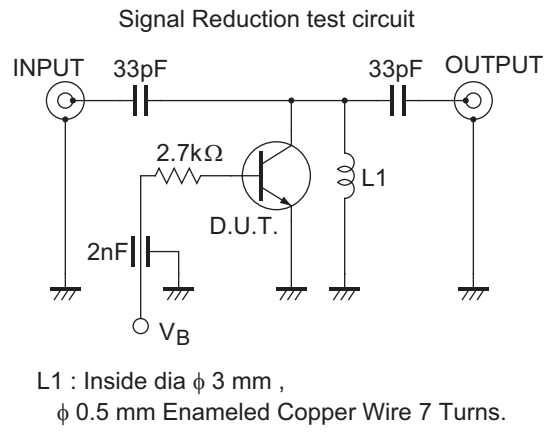 Signal Reduction test circuit
INPUT
33pF
33pF
OUTPUT
2.7kΩ
L1
D.U.T.
2nF
VB
L1 : Inside dia ϕ 3 mm ,
ϕ 0.5 mm Enameled Copper Wire 7 Turns.